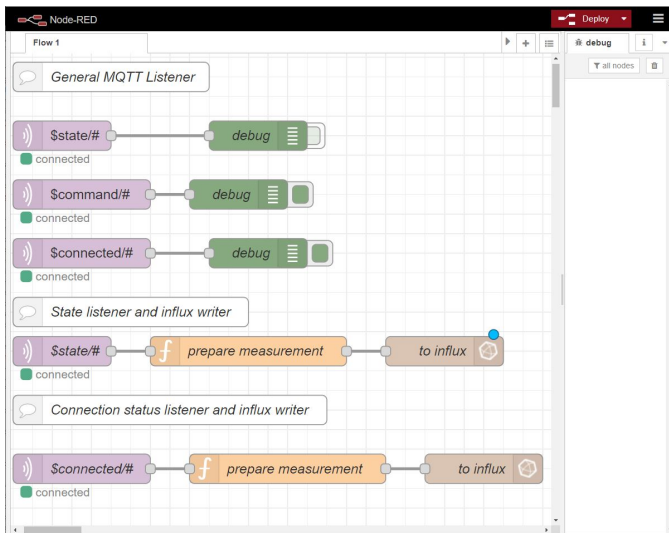 Node-RED
Deploy
Flow 1
debug
i
all nodes
General MQTT Listener
$state/#
debug
connected
$command/#
debug
connected
$connected/#
debug
connected
State listener and influx writer
$state/#
prepare measurement
to influx
connected
Connection status listener and influx writer
$connected/#
prepare measurement
to influx
connected